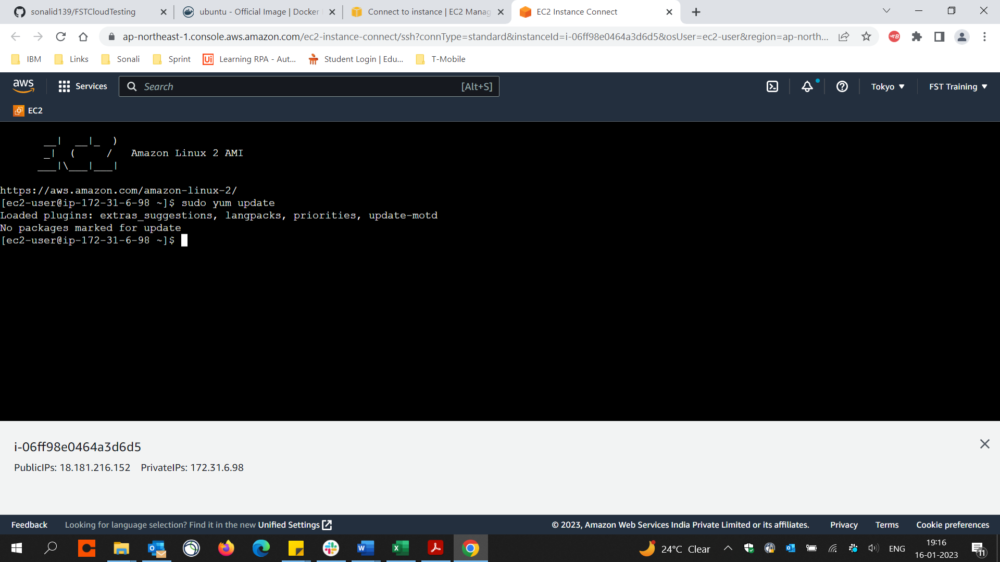 sonalid139/FSTCloudTesting
ubuntu - Official Image | Docker
Connect to instance | EC2 Manag
EC2 Instance Connect
ap-northeast-1.console.aws.amazon.com/ec2-instance-connect/ssh?connType=standard&instanceId=i-06ff98e0464a3d6d5&osUser=ec2-user&region=ap-north...
IBM
Links
Sonali
Sprint
Ui
Learning RPA - Aut...
Student Login | Edu...
T-Mobile
aws
Services
Search
[Alt+S]
Tokyo
FST Training
EC2
__|  __|_  )
_|  (     /   Amazon Linux 2 AMI
___|\___|___|
https://aws.amazon.com/amazon-linux-2/
[ec2-user@ip-172-31-6-98 ~]$ sudo yum update
Loaded plugins: extras_suggestions, langpacks, priorities, update-motd
No packages marked for update
[ec2-user@ip-172-31-6-98 ~]$
i-06ff98e0464a3d6d5
PublicIPs: 18.181.216.152 PrivateIPs: 172.31.6.98
Feedback
Looking for language selection? Find it in the new Unified Settings
© 2023, Amazon Web Services India Private Limited or its affiliates.
Privacy
Terms
Cookie preferences
24°C Clear
ENG
19:16
16-01-2023
11